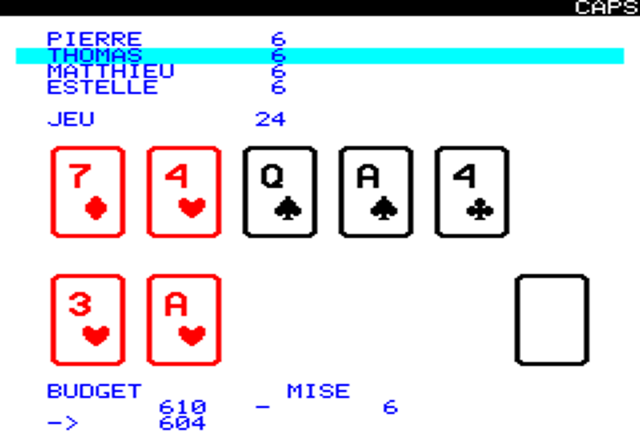 CAPS
PIERRE 6
THOMAS 6
MATTHIEU 6
ESTELLE 6
JEU 24
7 4 Q A 4
3 A
BUDGET MISE
610 - 6
-> 604